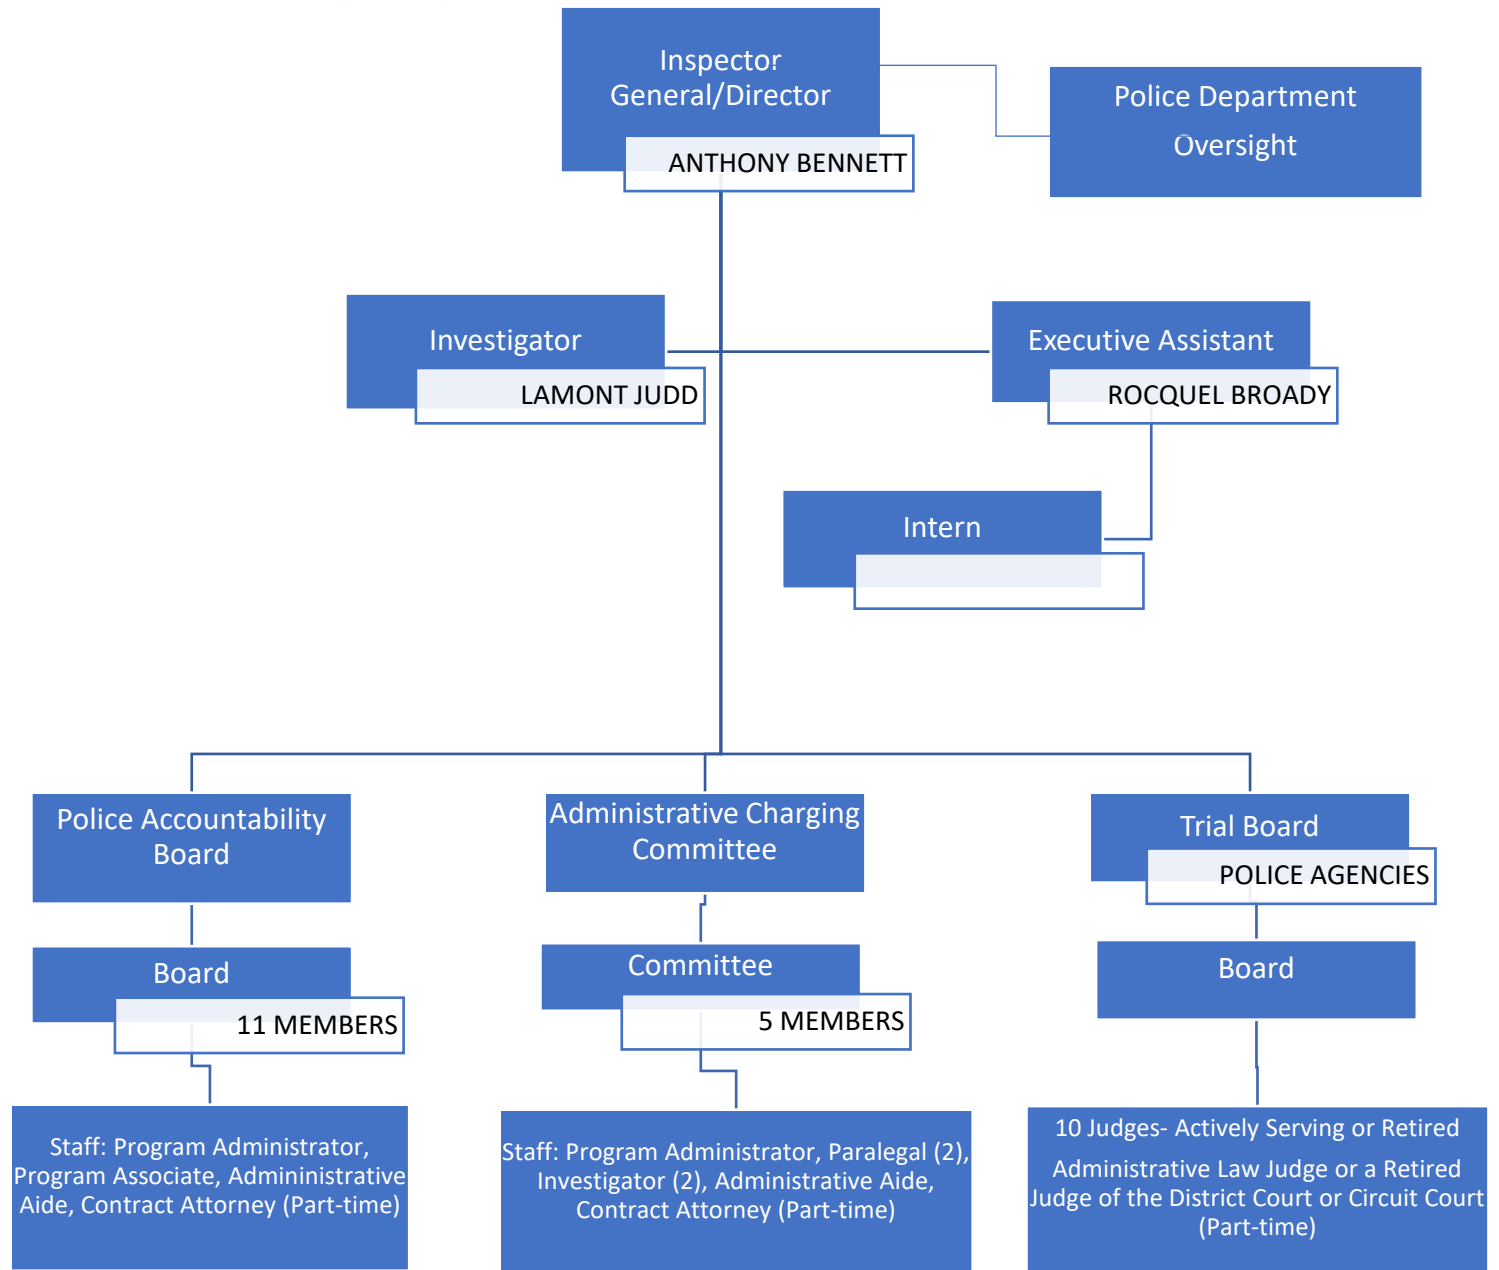 Inspector
General/Director
ANTHONY BENNETT
Police Department
Oversight
Investigator
LAMONT JUDD
Executive Assistant
ROCQUEL BROADY
Intern
Police Accountability
Board
Administrative Charging
Committee
Trial Board
POLICE AGENCIES
Board
11 MEMBERS
Committee
5 MEMBERS
Board
Staff: Program Administrator,
Program Associate, Admininistrative
Aide, Contract Attorney (Part-time)
Staff: Program Administrator, Paralegal (2),
Investigator (2), Administrative Aide,
Contract Attorney (Part-time)
10 Judges- Actively Serving or Retired
Administrative Law Judge or a Retired
Judge of the District Court or Circuit Court
(Part-time)